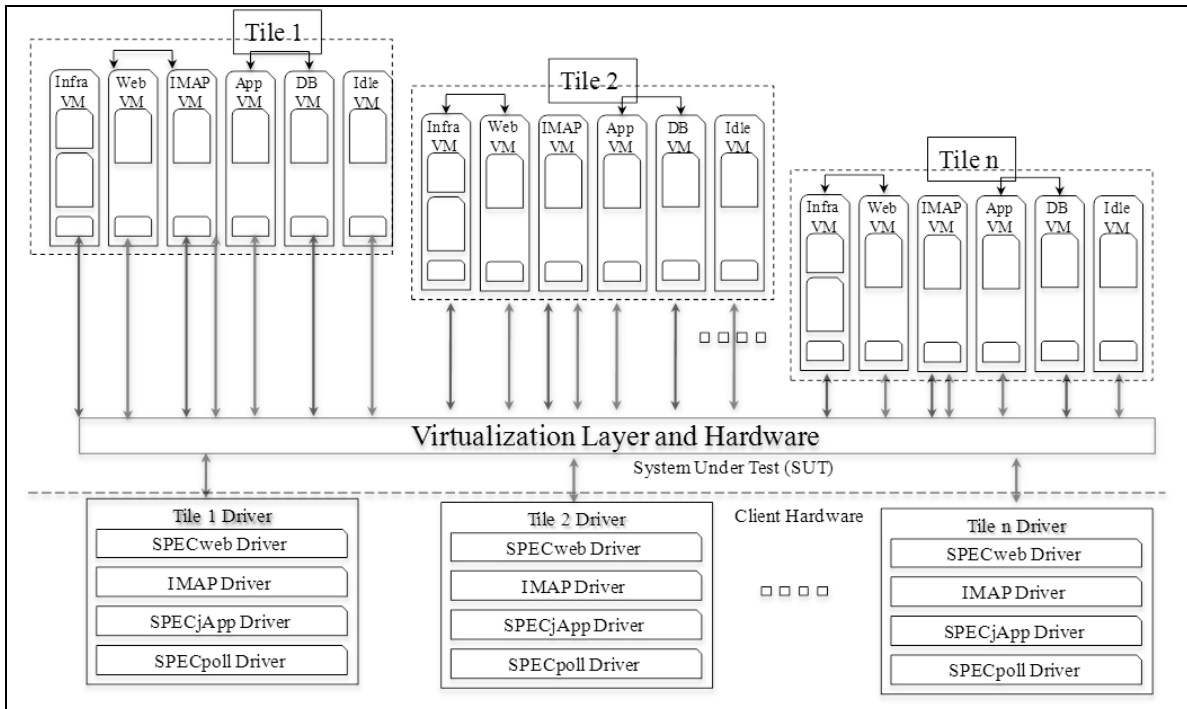 Tile 1
Infra VM
Web VM
IMAP VM
App VM
DB VM
Idle VM
Tile 2
Infra VM
Web VM
IMAP VM
App VM
DB VM
Idle VM
Tile n
Infra VM
Web VM
IMAP VM
App VM
DB VM
Idle VM
Virtualization Layer and Hardware
System Under Test (SUT)
Client Hardware
Tile 1 Driver
SPECweb Driver
IMAP Driver
SPECjApp Driver
SPECpoll Driver
Tile 2 Driver
SPECweb Driver
IMAP Driver
SPECjApp Driver
SPECpoll Driver
Tile n Driver
SPECweb Driver
IMAP Driver
SPECjApp Driver
SPECpoll Driver